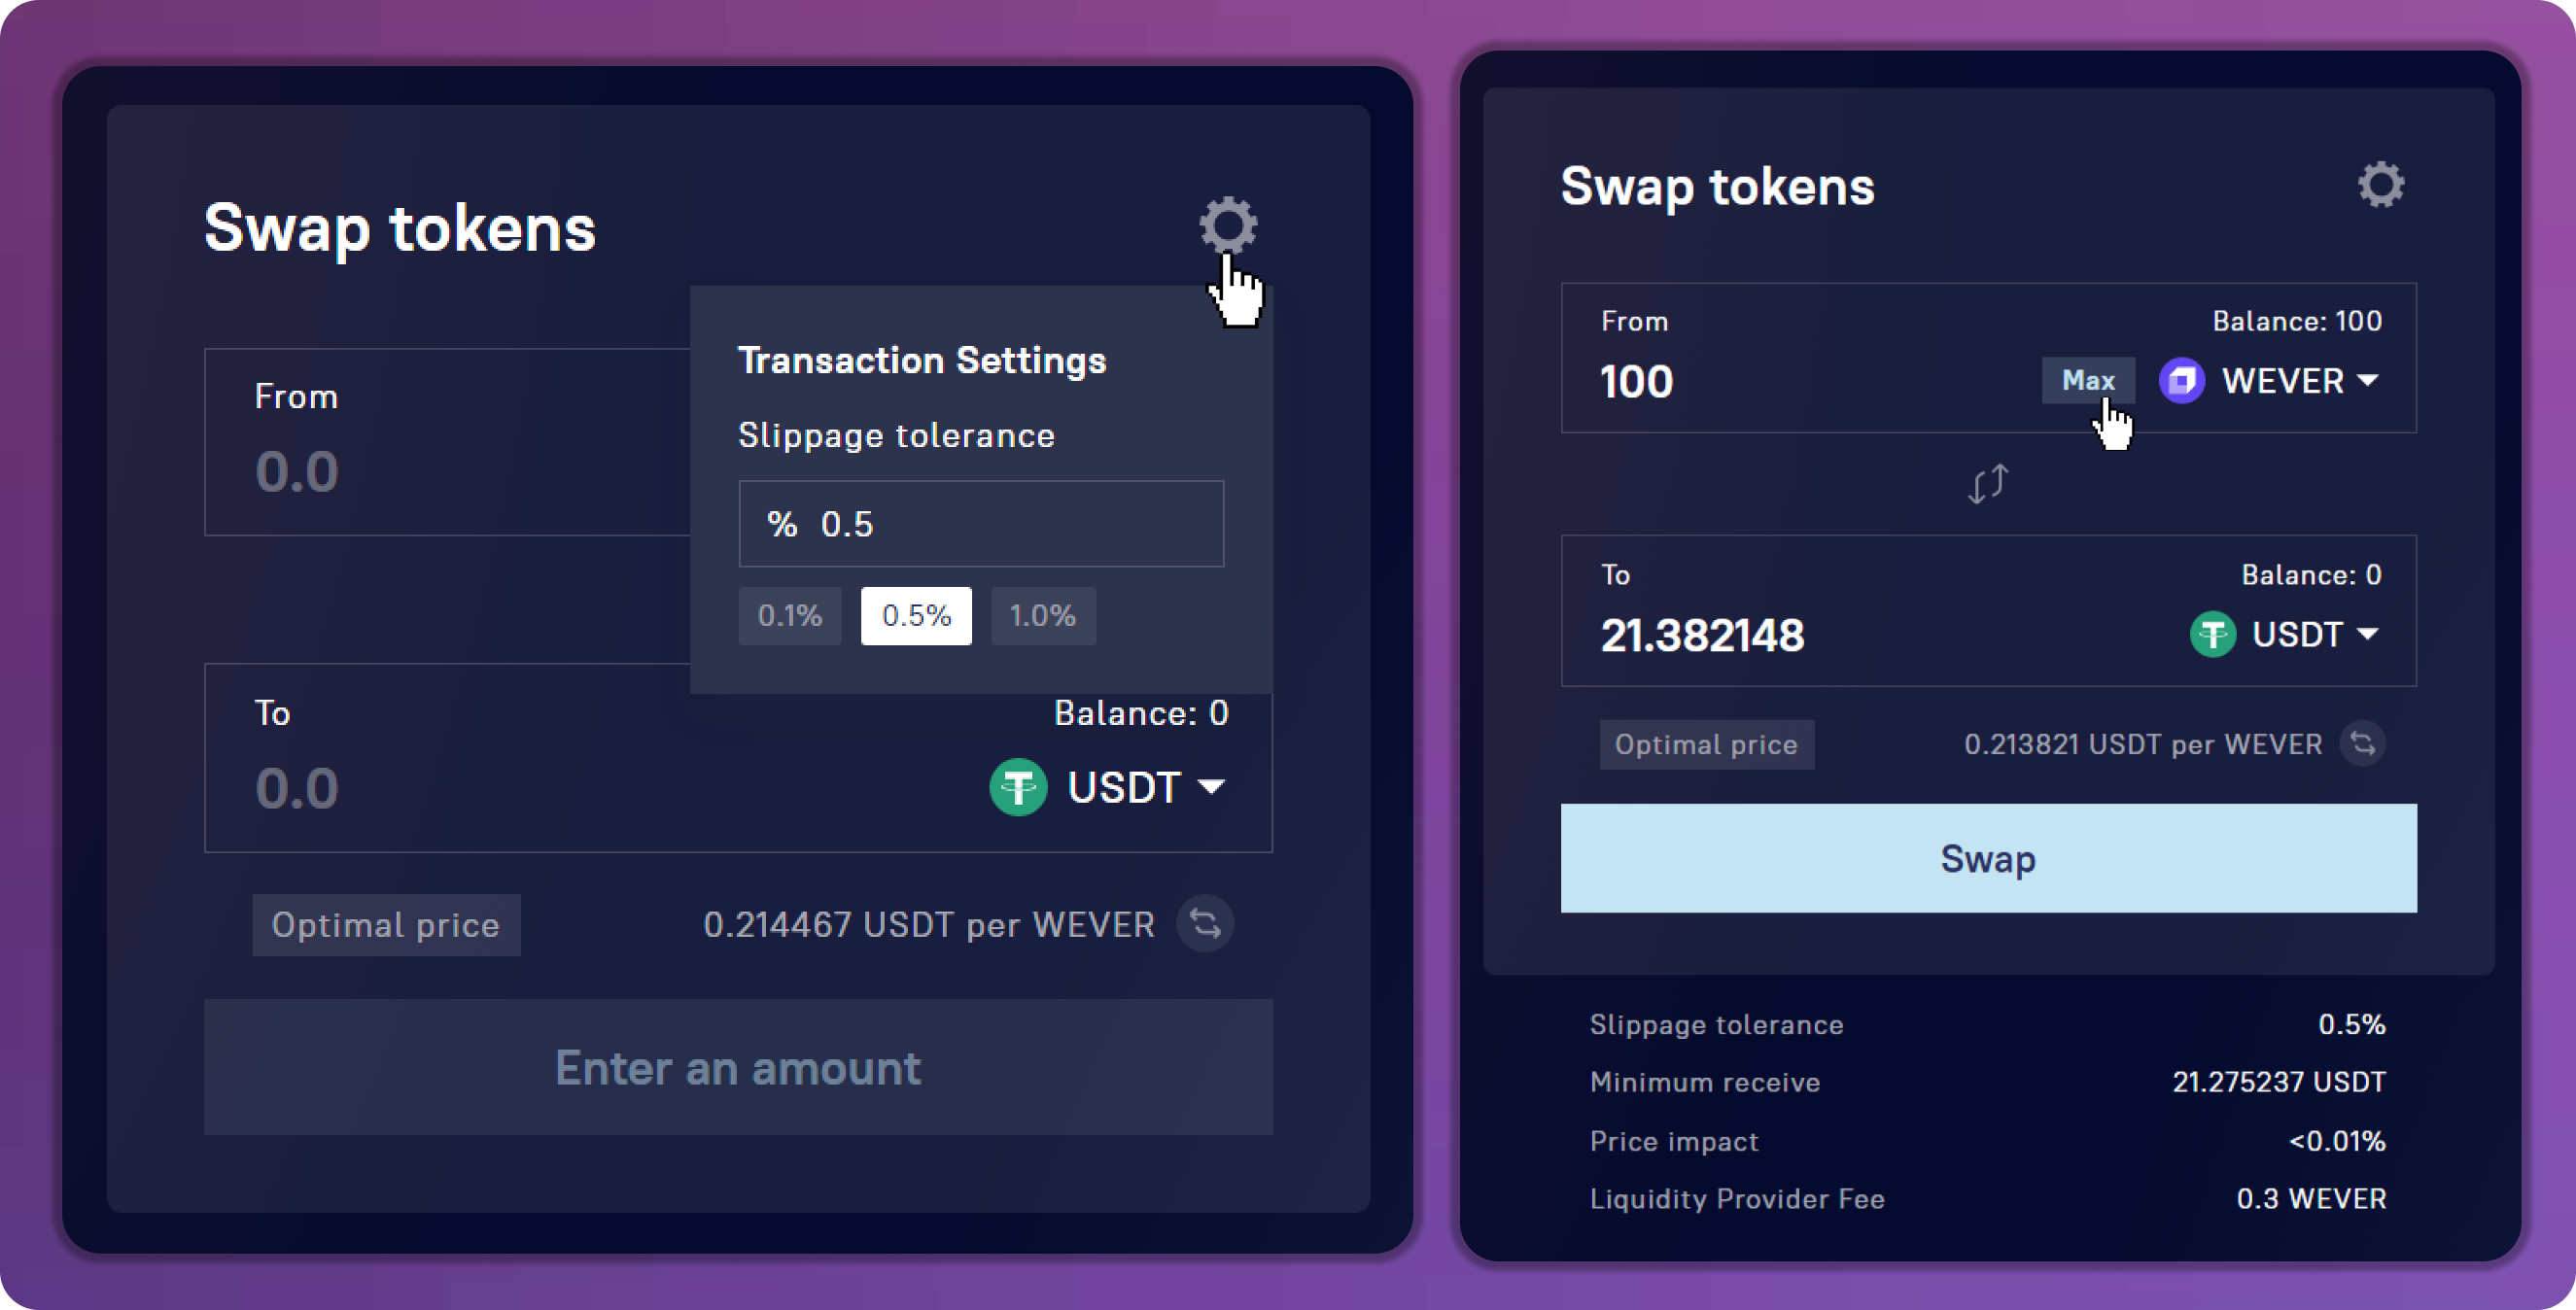 Swap tokens
Transaction Settings
From
Slippage tolerance
0.0
% 0.5
0.1% 0.5% 1.0%
To Balance: 0
0.0 USDT
Optimal price 0.214467 USDT per WEVER
Enter an amount
Swap tokens
From Balance: 100
100 Max WEVER
To Balance: 0
21.382148 USDT
Optimal price 0.213821 USDT per WEVER
Swap
Slippage tolerance 0.5%
Minimum receive 21.275237 USDT
Price impact <0.01%
Liquidity Provider Fee 0.3 WEVER